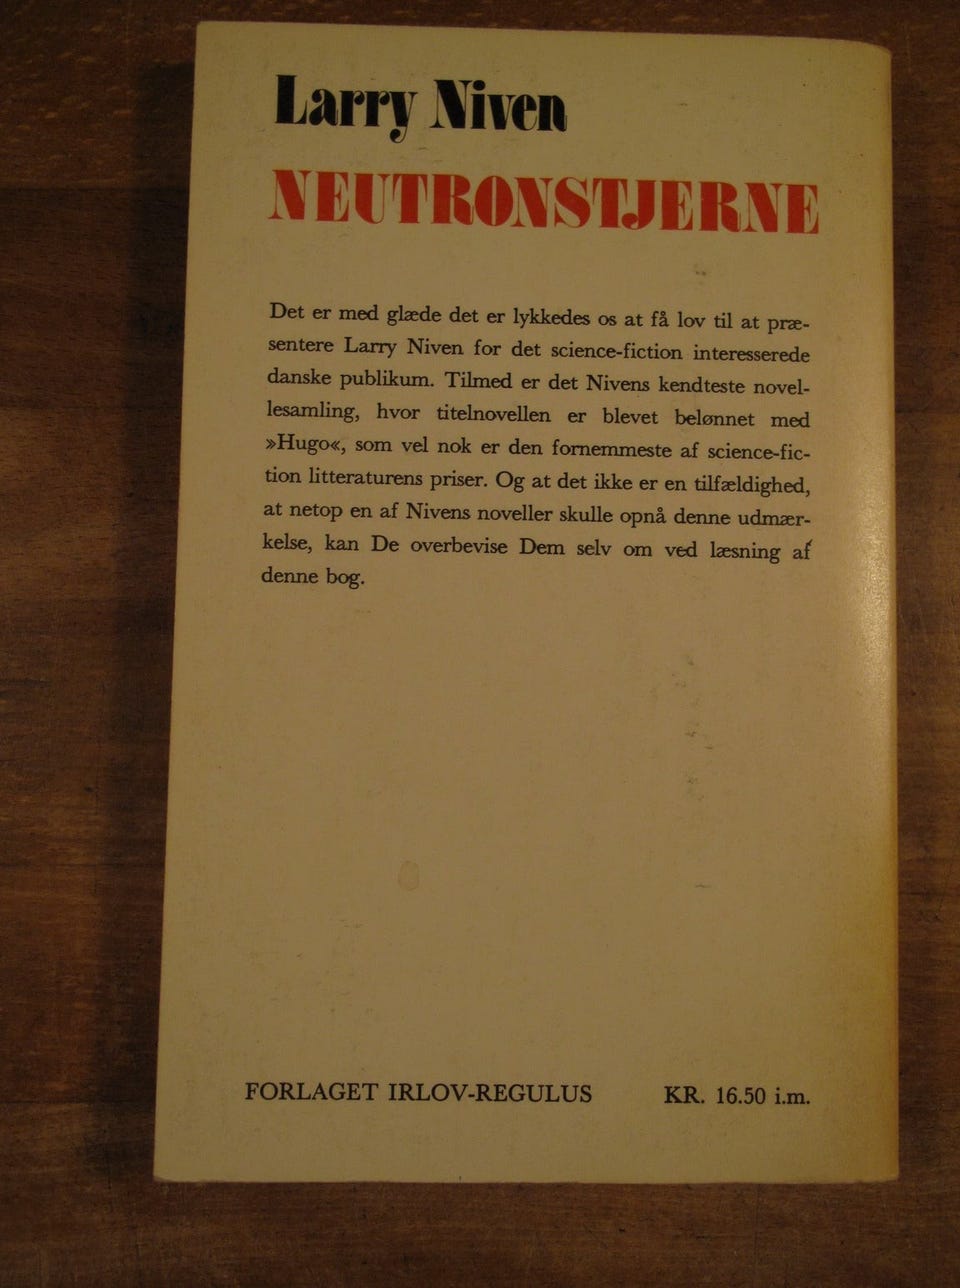 Larry Niven
NEUTRONSTJERNE
Det er med glæde det er lykkedes os at få lov til at præ-
sentere Larry Niven for det science-fiction interesserede
danske publikum. Tilmed er det Nivens kendteste novel-
lesamling, hvor titelnovellen er blevet belønnet med
»Hugo«, som vel nok er den fornemmeste af science-fic-
tion litteraturens priser. Og at det ikke er en tilfældighed,
at netop en af Nivens noveller skulle opnå denne udmær-
kelse, kan De overbevise Dem selv om ved læsning af
denne bog.
FORLAGET IRLOV-REGULUS KR. 16.50 i.m.